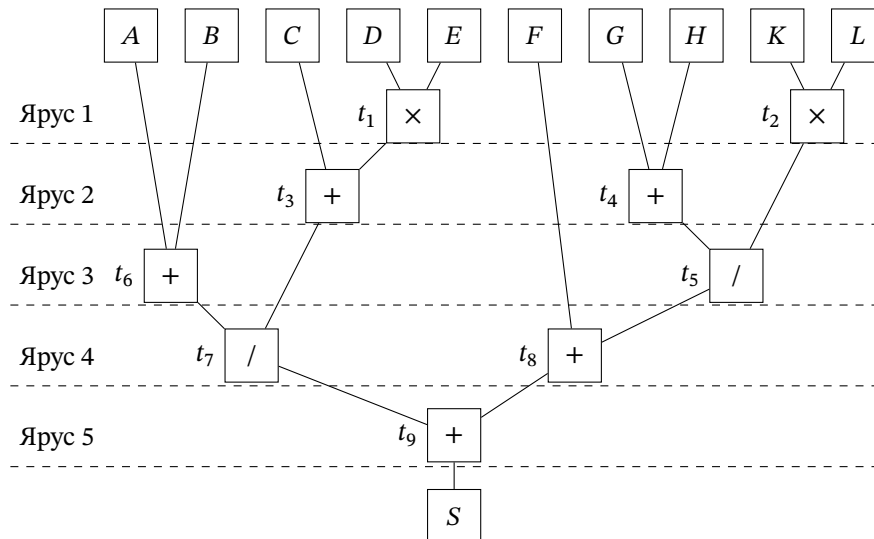 A B C D E F G H K L
Ярус 1 t₁ × t₂ ×
Ярус 2 t₃ + t₄ +
Ярус 3 t₆ + t₅ /
Ярус 4 t₇ / t₈ +
Ярус 5 t₉ +
S